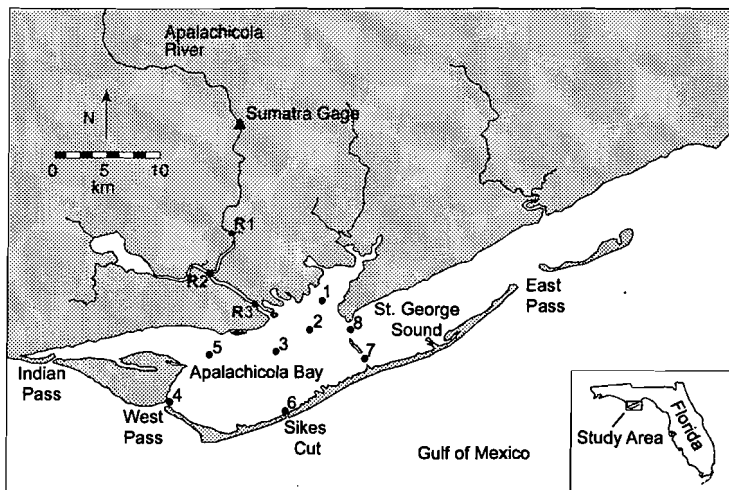 Apalachicola
River
N
Sumatra Gage
0 5 10
km
R1
R2
R3
1
2
8
St. George
Sound
East
Pass
3
5
7
Apalachicola Bay
Indian
Pass
4
West
Pass
6
Sikes
Cut
Gulf of Mexico
Florida
Study Area